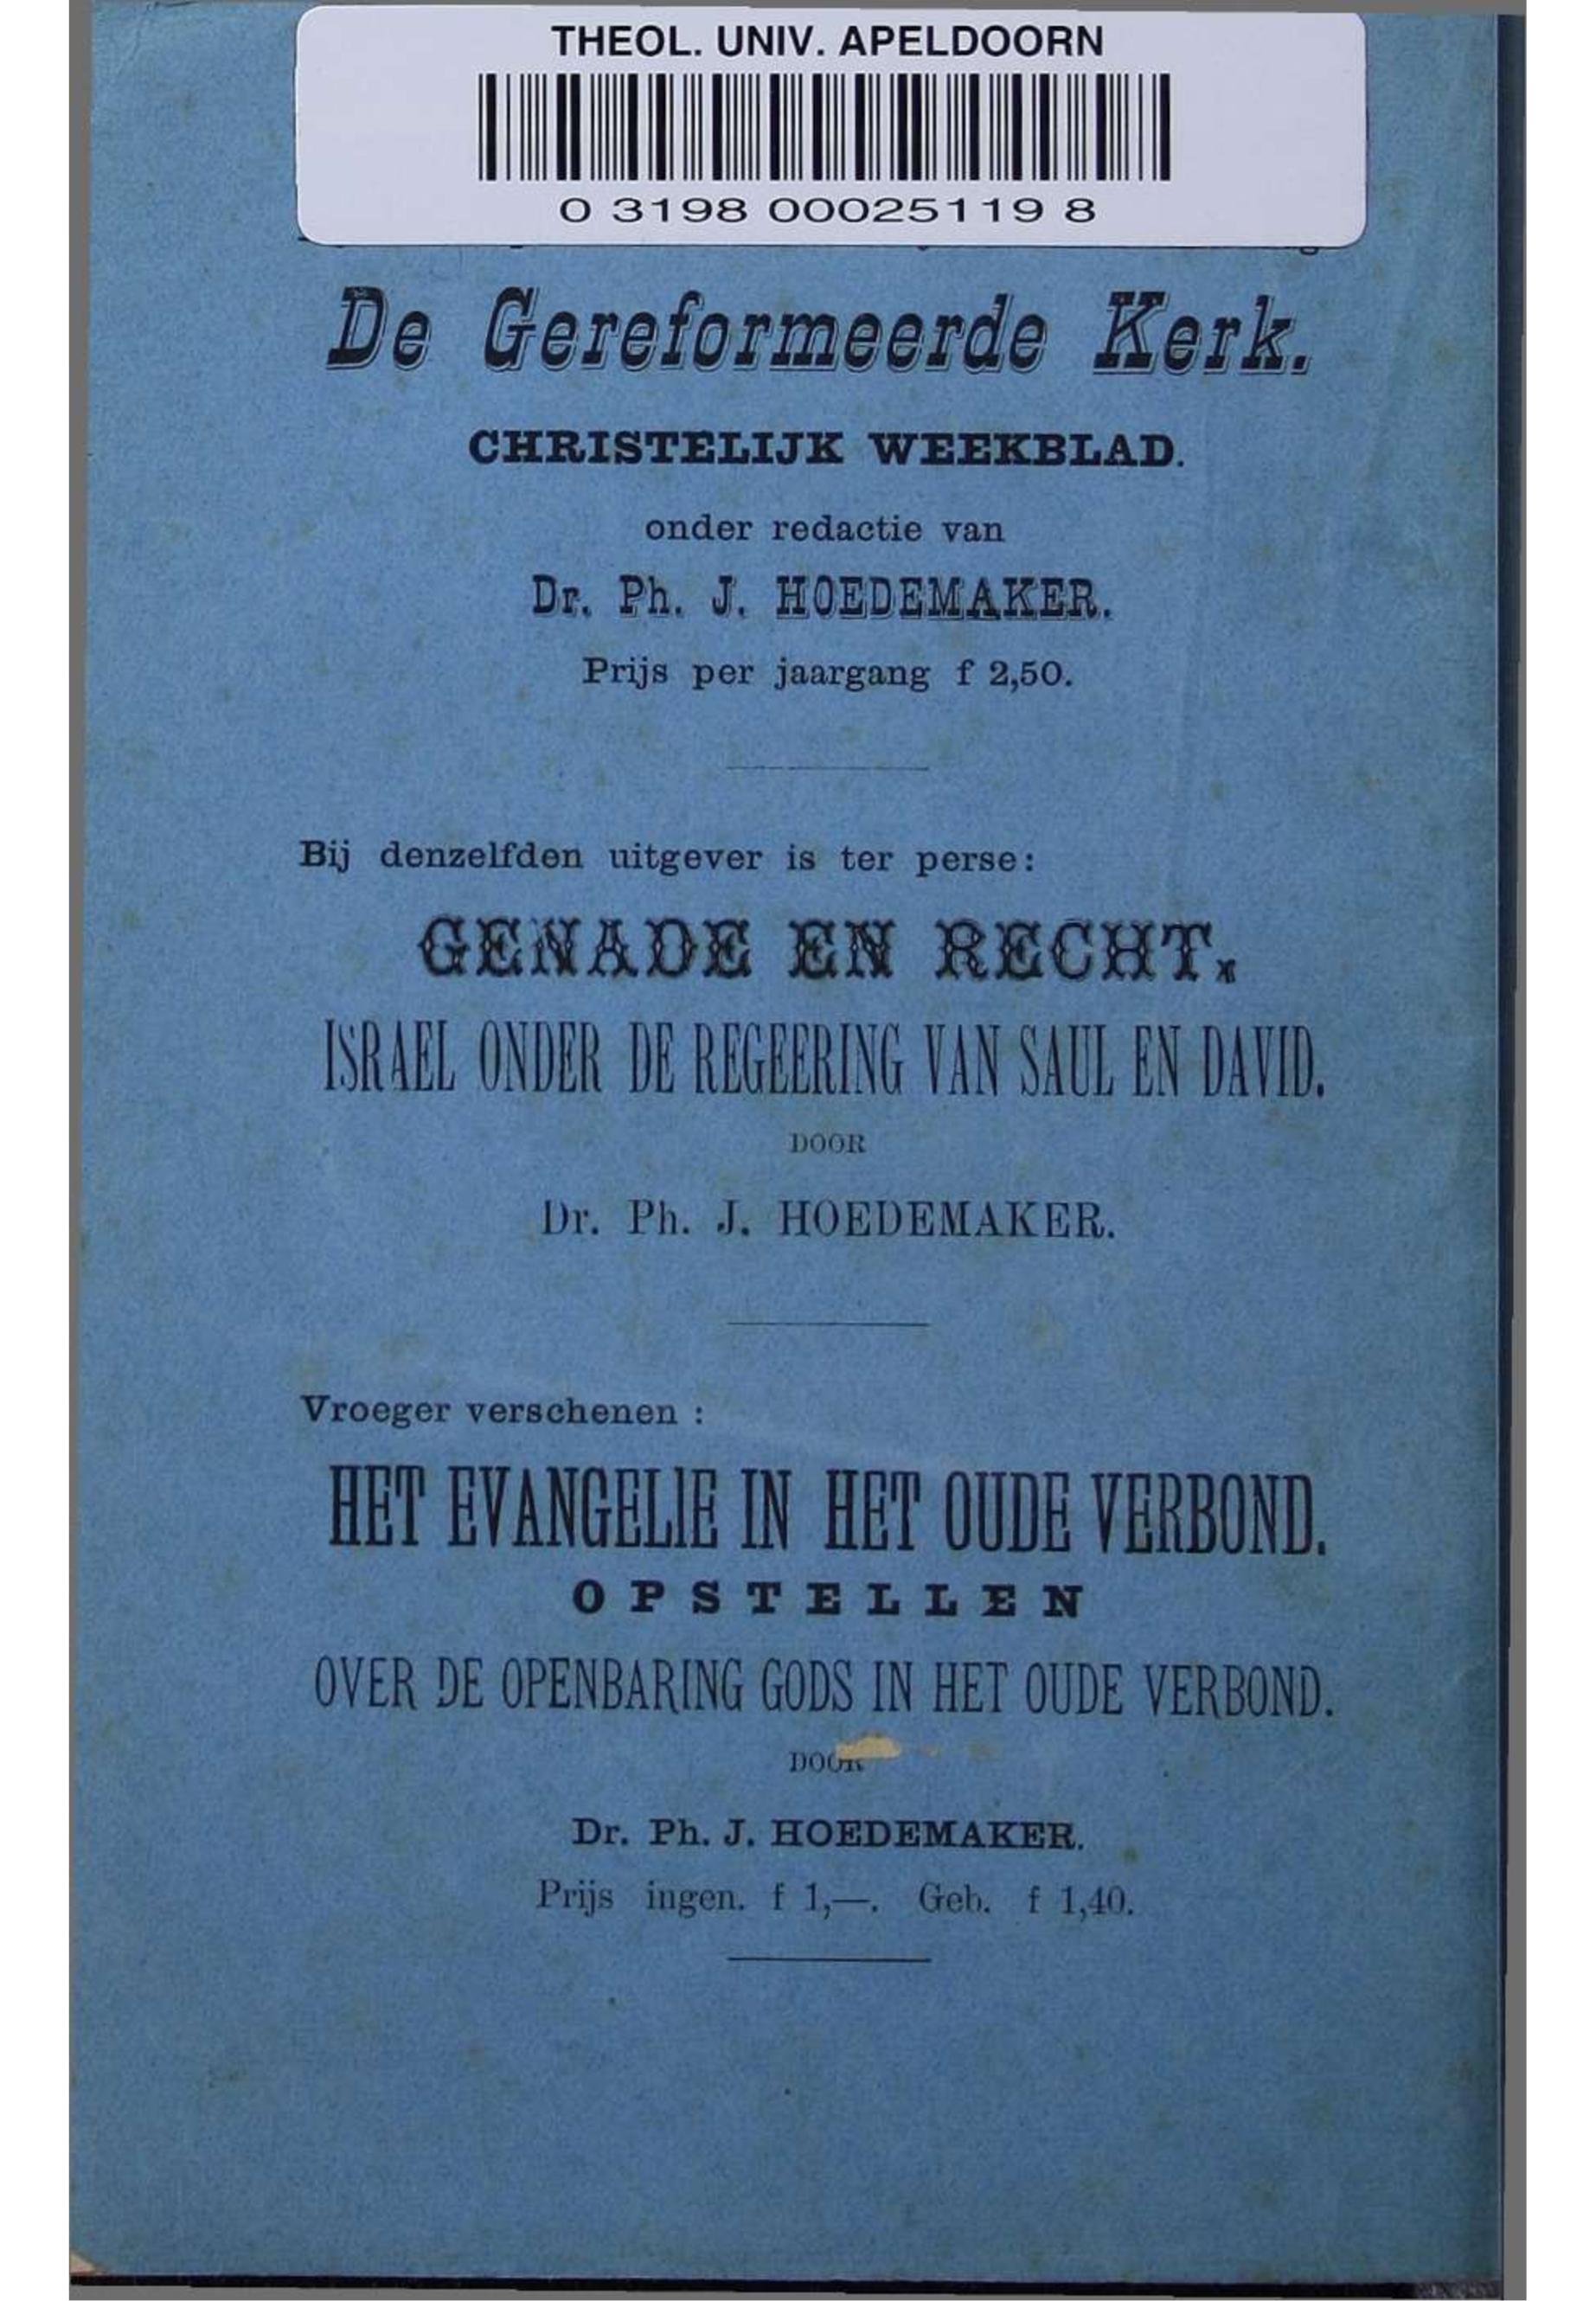 THEOL. UNIV. APELDOORN
0 3198 00025119 8
De Gereformeerde Kerk.
CHRISTELIJK WEEKBLAD.
onder redactie van
Dr. Ph. J. HOEDEMAKER.
Prijs per jaargang f 2,50.
Bij denzelfden uitgever is ter perse:
GENADE EN RECHT.
ISRAEL ONDER DE REGEERING VAN SAUL EN DAVID.
DOOR
Dr. Ph. J. HOEDEMAKER.
Vroeger verschenen :
HET EVANGELIE IN HET OUDE VERBOND.
OPSTELLEN
OVER DE OPENBARING GODS IN HET OUDE VERBOND.
DOOR
Dr. Ph. J. HOEDEMAKER.
Prijs ingen. f 1,—. Geb. f 1,40.